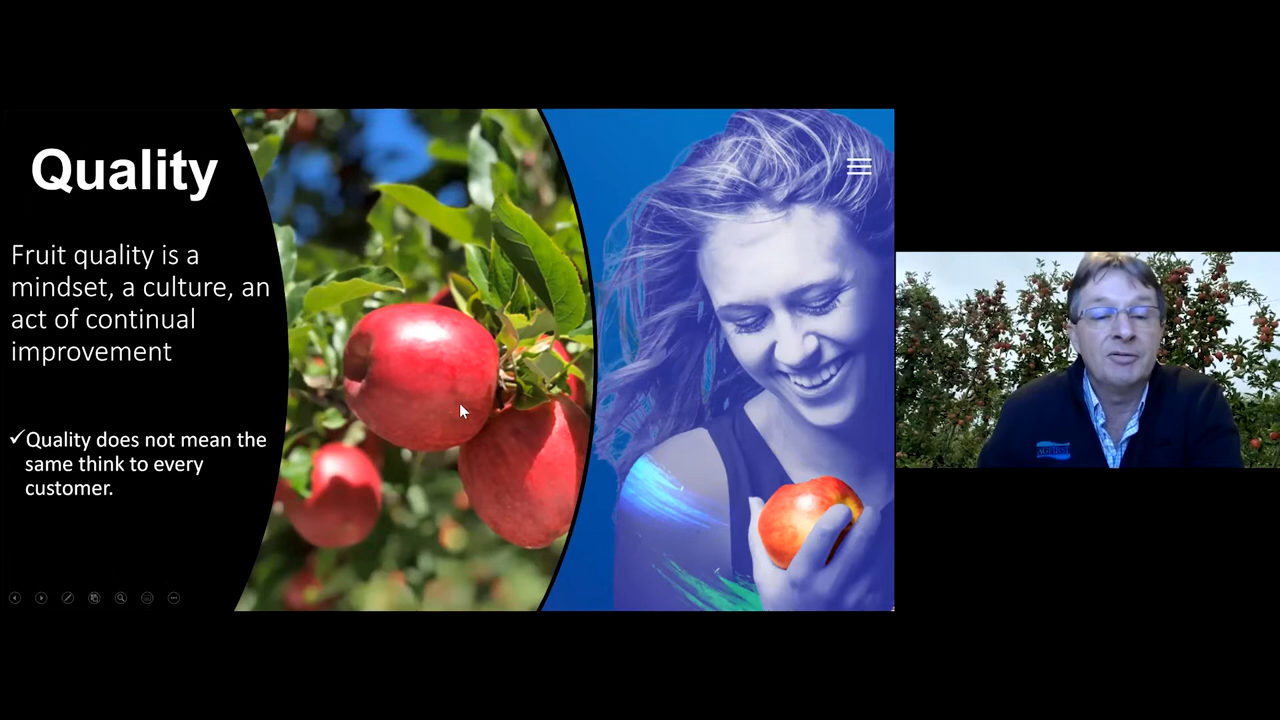 Quality
Fruit quality is a
mindset, a culture, an
act of continual
improvement
✓Quality does not mean the
same think to every
customer.